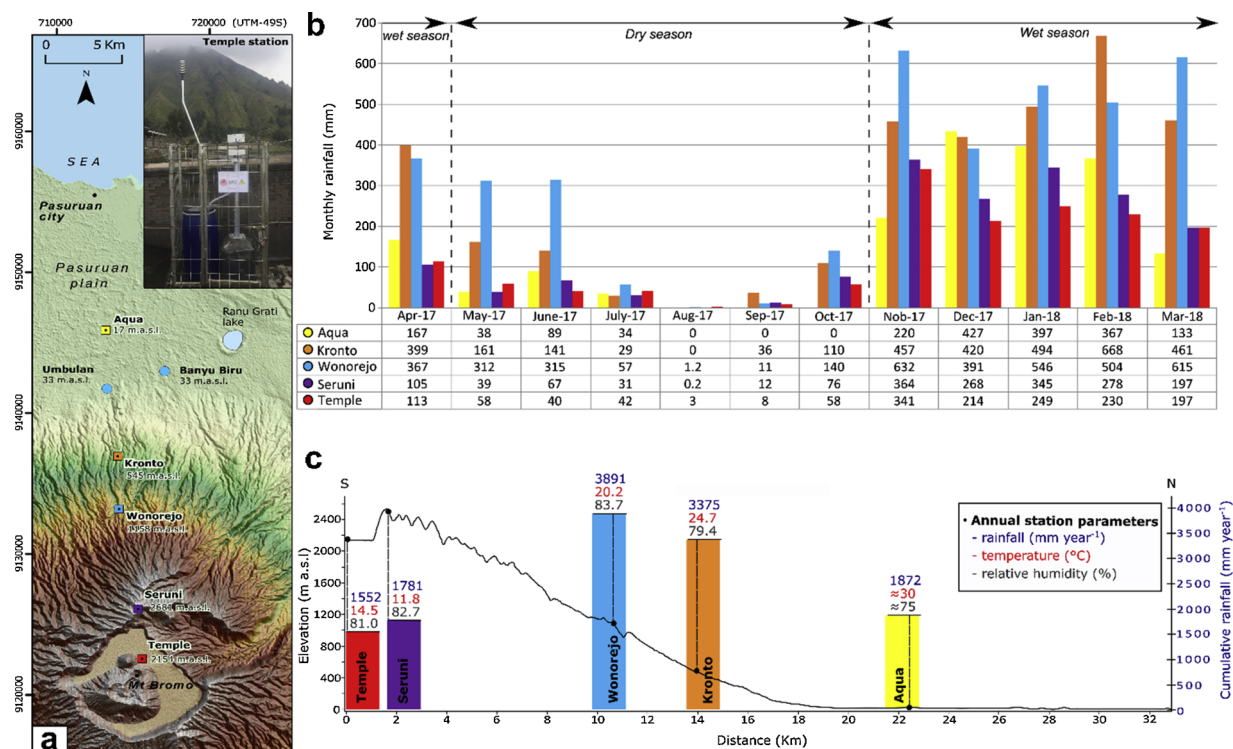 710000 720000 (UTM-49S)
0 5 Km
N
Temple station
9160000
SEA
Pasuruan
city
9150000
Pasuruan
plain
Aqua
17 m.a.s.l.
Ranu Grati
lake
Umbulan
33 m.a.s.l.
Banyu Biru
33 m.a.s.l.
9140000
Kronto
545 m.a.s.l.
Wonorejo
1158 m.a.s.l.
9130000
Seruni
2681 m.a.s.l.
Temple
2154 m.a.s.l.
Mt Bromo
9120000
a
b
wet season Dry season Wet season
Monthly rainfall (mm)
700
600
500
400
300
200
100
0
Apr-17 May-17 June-17 July-17 Aug-17 Sep-17 Oct-17 Nob-17 Dec-17 Jan-18 Feb-18 Mar-18
Aqua 167 38 89 34 0 0 0 220 427 397 367 133
Kronto 399 161 141 29 0 36 110 457 420 494 668 461
Wonorejo 367 312 315 57 1.2 11 140 632 391 546 504 615
Seruni 105 39 67 31 0.2 12 76 364 268 345 278 197
Temple 113 58 40 42 3 8 58 341 214 249 230 197
c
S N
Elevation (m a.s.l)
2400
2000
1600
1200
800
400
0
1552
14.5
81.0
Temple
1781
11.8
82.7
Seruni
3891
20.2
83.7
Wonorejo
3375
24.7
79.4
Kronto
1872
≈30
≈75
Aqua
• Annual station parameters
- rainfall (mm year⁻¹)
- temperature (°C)
- relative humidity (%)
4000
3500
3000
2500
2000
1500
1000
500
0
Cumulative rainfall (mm year⁻¹)
0 2 4 6 8 10 12 14 16 18 20 22 24 26 28 30 32
Distance (Km)